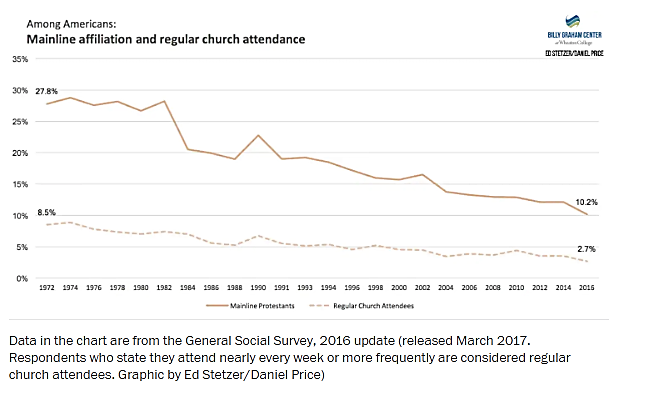 Among Americans:
Mainline affiliation and regular church attendance
BILLY GRAHAM CENTER
at Wheaton College
ED STETZER/DANIEL PRICE
35%
30%
25%
20%
15%
10%
5%
0%
27.8%
10.2%
8.5%
2.7%
1972 1974 1976 1978 1980 1982 1984 1986 1988 1990 1991 1993 1994 1996 1998 2000 2002 2004 2006 2008 2010 2012 2014 2016
Mainline Protestants Regular Church Attendees
Data in the chart are from the General Social Survey, 2016 update (released March 2017.
Respondents who state they attend nearly every week or more frequently are considered regular
church attendees. Graphic by Ed Stetzer/Daniel Price)